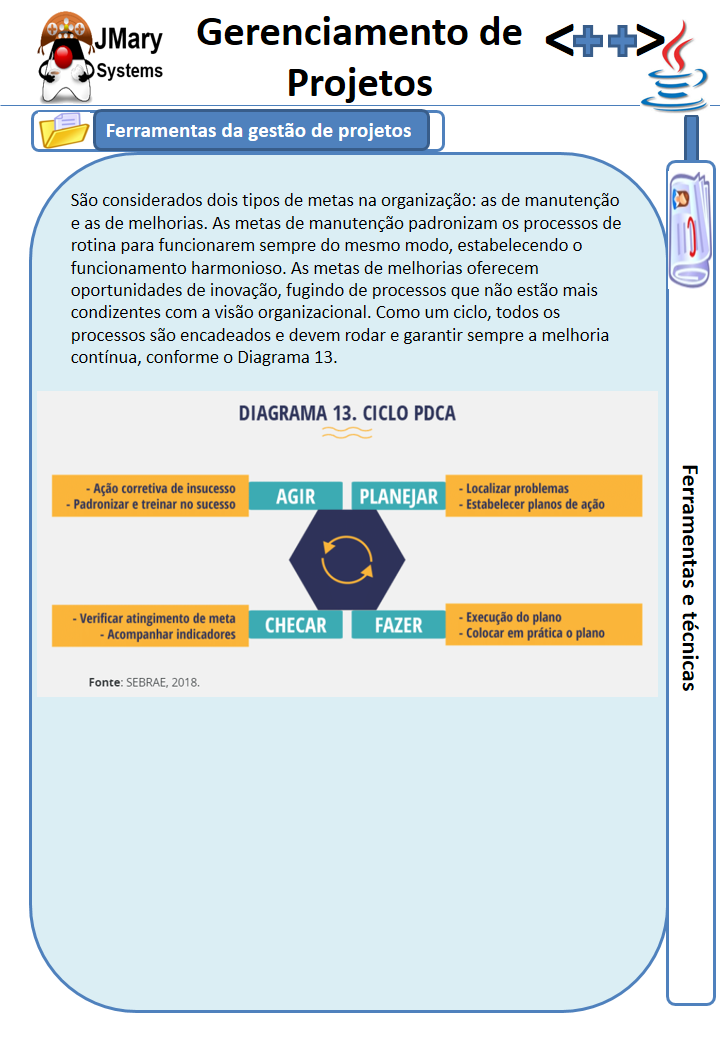 JMary
Systems
Gerenciamento de
Projetos
<++>
Ferramentas da gestão de projetos
São considerados dois tipos de metas na organização: as de manutenção
e as de melhorias. As metas de manutenção padronizam os processos de
rotina para funcionarem sempre do mesmo modo, estabelecendo o
funcionamento harmonioso. As metas de melhorias oferecem
oportunidades de inovação, fugindo de processos que não estão mais
condizentes com a visão organizacional. Como um ciclo, todos os
processos são encadeados e devem rodar e garantir sempre a melhoria
contínua, conforme o Diagrama 13.
DIAGRAMA 13. CICLO PDCA
- Ação corretiva de insucesso
- Padronizar e treinar no sucesso
AGIR
PLANEJAR
- Localizar problemas
- Estabelecer planos de ação
- Verificar atingimento de meta
- Acompanhar indicadores
CHECAR
FAZER
- Execução do plano
- Colocar em prática o plano
Fonte: SEBRAE, 2018.
Ferramentas e técnicas